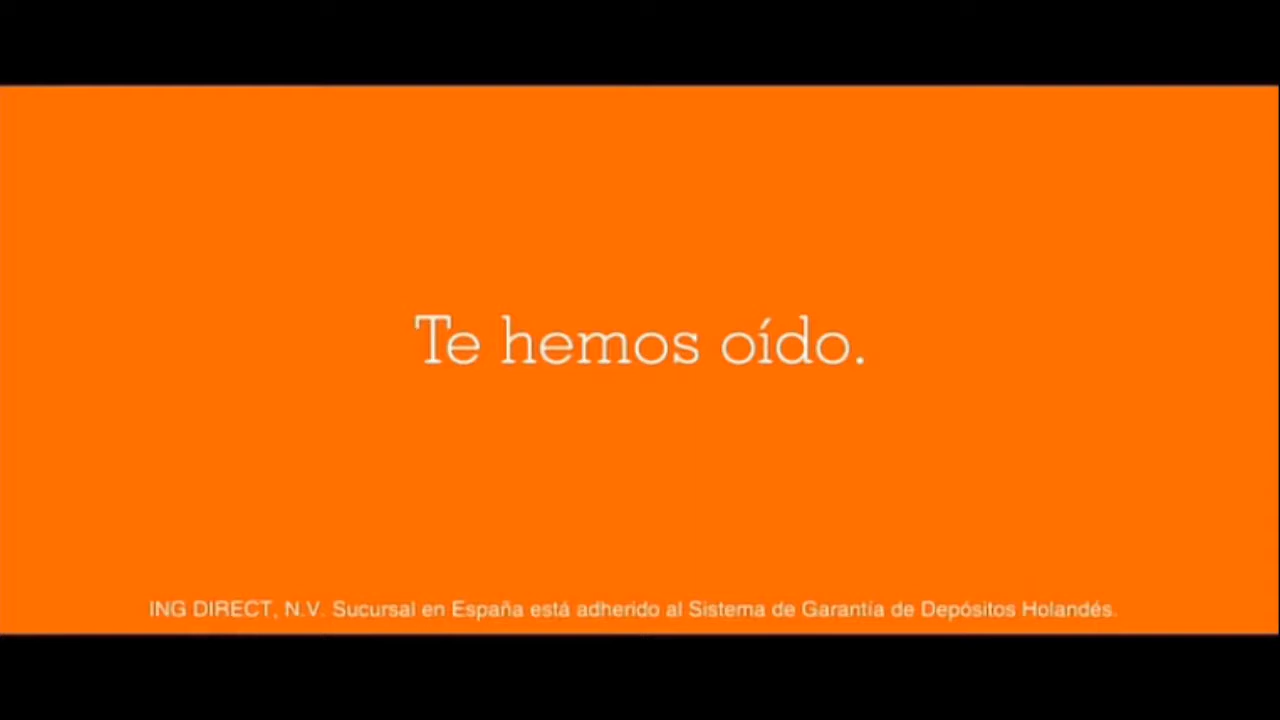 Te hemos oído.
ING DIRECT, N.V. Sucursal en España está adherido al Sistema de Garantía de Depósitos Holandés.